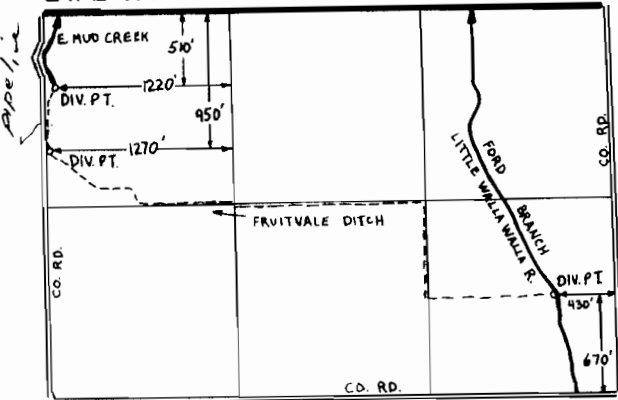 E. MUD CREEK
510'
pipeline
1220'
DIV. PT.
950'
1270'
DIV. PT.
CO. RD.
FORD BRANCH
LITTLE WALLA WALLA R.
FRUITVALE DITCH
CO. RD.
DIV. PT.
430'
670'
CO. RD.